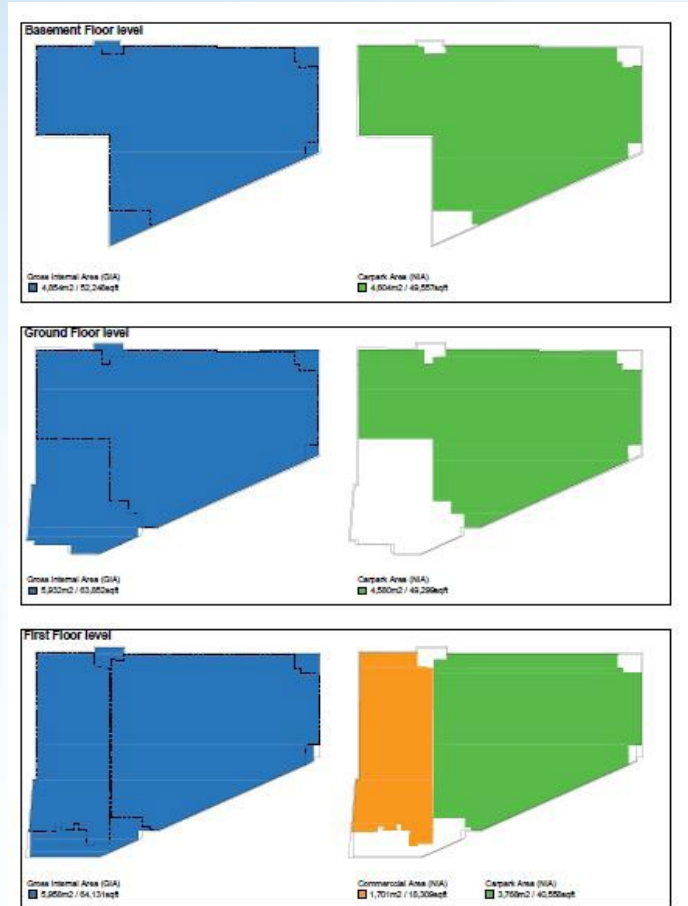 Basement Floor level
Gross Internal Area (GIA)
4,854m2 / 52,248sqft
Carpark Area (NIA)
4,604m2 / 49,557sqft
Ground Floor level
Gross Internal Area (GIA)
5,932m2 / 63,852sqft
Carpark Area (NIA)
4,580m2 / 49,299sqft
First Floor level
Gross Internal Area (GIA)
5,958m2 / 64,131sqft
Commercial Area (NIA)
1,701m2 / 18,309sqft
Carpark Area (NIA)
3,768m2 / 40,558sqft